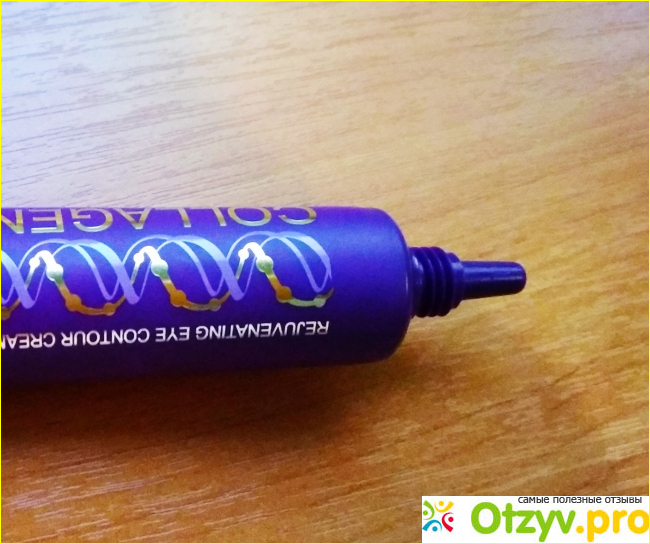 REJUVENATING EYE CONTOUR CREAM
COLLAGEN
самые полезные отзывы
Otzyv.pro